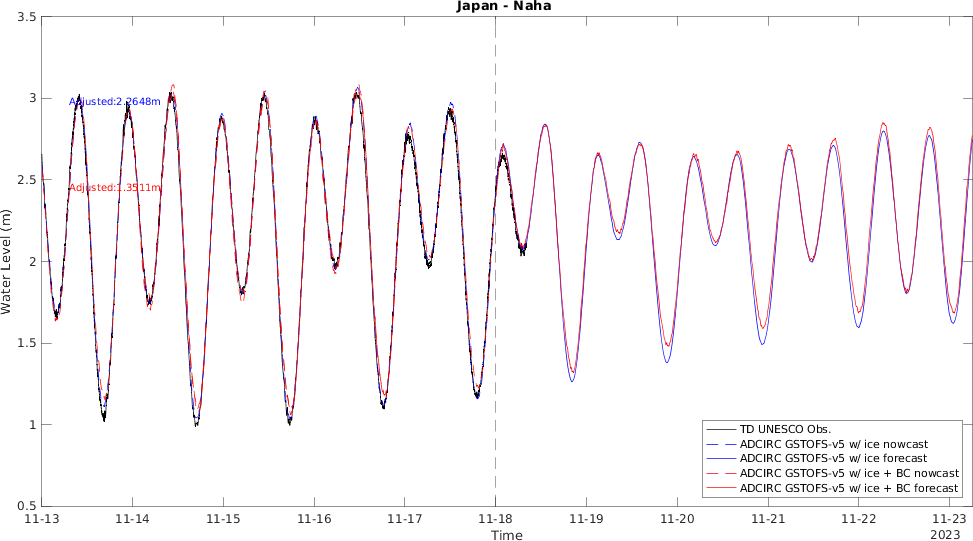 Japan - Naha
3.5
3
2.5
2
1.5
1
0.5
Water Level (m)
Adjusted:2.2648m
Adjusted:1.3511m
TD UNESCO Obs.
ADCIRC GSTOFS-v5 w/ ice nowcast
ADCIRC GSTOFS-v5 w/ ice forecast
ADCIRC GSTOFS-v5 w/ ice + BC nowcast
ADCIRC GSTOFS-v5 w/ ice + BC forecast
11-13 11-14 11-15 11-16 11-17 11-18 11-19 11-20 11-21 11-22 11-23
2023
Time